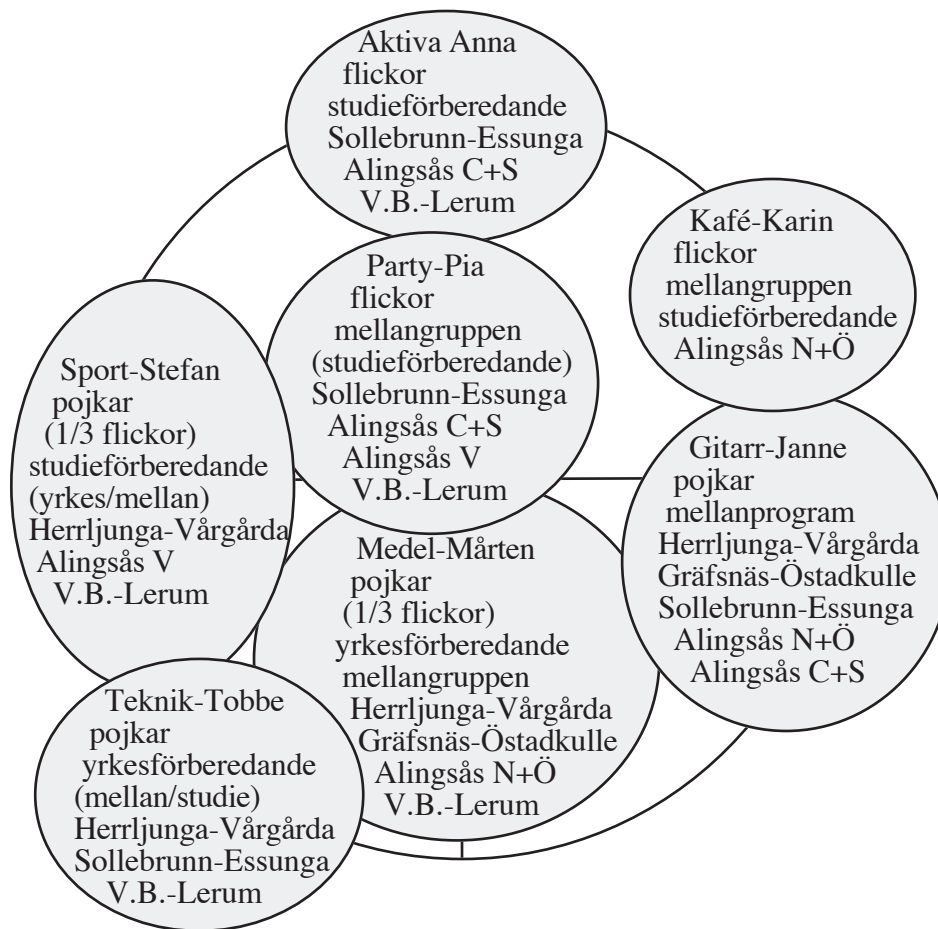 Aktiva Anna
flickor
studieförberedande
Sollebrunn-Essunga
Alingsås C+S
V.B.-Lerum
Kafé-Karin
flickor
mellangruppen
studieförberedande
Alingsås N+Ö
Party-Pia
flickor
mellangruppen
(studieförberedande)
Sollebrunn-Essunga
Alingsås C+S
Alingsås V
V.B.-Lerum
Sport-Stefan
pojkar
(1/3 flickor)
studieförberedande
(yrkes/mellan)
Herrljunga-Vårgårda
Alingsås V
V.B.-Lerum
Gitarr-Janne
pojkar
mellanprogram
Herrljunga-Vårgårda
Gräfsnäs-Östadkulle
Sollebrunn-Essunga
Alingsås N+Ö
Alingsås C+S
Medel-Mårten
pojkar
(1/3 flickor)
yrkesförberedande
mellangruppen
Herrljunga-Vårgårda
Gräfsnäs-Östadkulle
Alingsås N+Ö
V.B.-Lerum
Teknik-Tobbe
pojkar
yrkesförberedande
(mellan/studie)
Herrljunga-Vårgårda
Sollebrunn-Essunga
V.B.-Lerum